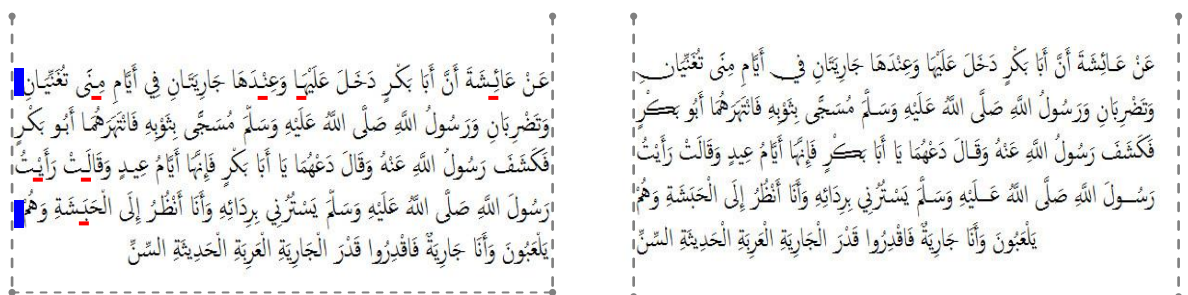 عَنْ عَائِشَةَ أَنَّ أَبَا بَكْرٍ دَخَلَ عَلَيْهَا وَعِنْدَهَا جَارِيَتَانِ فِي أَيَّامِ مِنًى تُغَنِّيَانِ
وَتَضْرِبَانِ وَرَسُولُ اللَّهِ صَلَّى اللَّهُ عَلَيْهِ وَسَلَّمَ مُسَجًّى بِثَوْبِهِ فَانْتَهَرَهُمَا أَبُو بَكْرٍ
فَكَشَفَ رَسُولُ اللَّهِ عَنْهُ وَقَالَ دَعْهُمَا يَا أَبَا بَكْرٍ فَإِنَّهَا أَيَّامُ عِيدٍ وَقَالَتْ رَأَيْتُ
رَسُولَ اللَّهِ صَلَّى اللَّهُ عَلَيْهِ وَسَلَّمَ يَسْتُرُنِي بِرِدَائِهِ وَأَنَا أَنْظُرُ إِلَى الْحَبَشَةِ وَهُمْ
يَلْعَبُونَ وَأَنَا جَارِيَةٌ فَاقْدِرُوا قَدْرَ الْجَارِيَةِ الْعَرِبَةِ الْحَدِيثَةِ السِّنِّ
عَنْ عَائِشَةَ أَنَّ أَبَا بَكْرٍ دَخَلَ عَلَيْهَا وَعِنْدَهَا جَارِيَتَانِ فِي أَيَّامِ مِنًى تُغَنِّيَانِ
وَتَضْرِبَانِ وَرَسُولُ اللَّهِ صَلَّى اللَّهُ عَلَيْهِ وَسَلَّمَ مُسَجًّى بِثَوْبِهِ فَانْتَهَرَهُمَا أَبُو بَكْرٍ
فَكَشَفَ رَسُولُ اللَّهِ عَنْهُ وَقَالَ دَعْهُمَا يَا أَبَا بَكْرٍ فَإِنَّهَا أَيَّامُ عِيدٍ وَقَالَتْ رَأَيْتُ
رَسُولَ اللَّهِ صَلَّى اللَّهُ عَلَيْهِ وَسَلَّمَ يَسْتُرُنِي بِرِدَائِهِ وَأَنَا أَنْظُرُ إِلَى الْحَبَشَةِ وَهُمْ
يَلْعَبُونَ وَأَنَا جَارِيَةٌ فَاقْدِرُوا قَدْرَ الْجَارِيَةِ الْعَرِبَةِ الْحَدِيثَةِ السِّنِّ